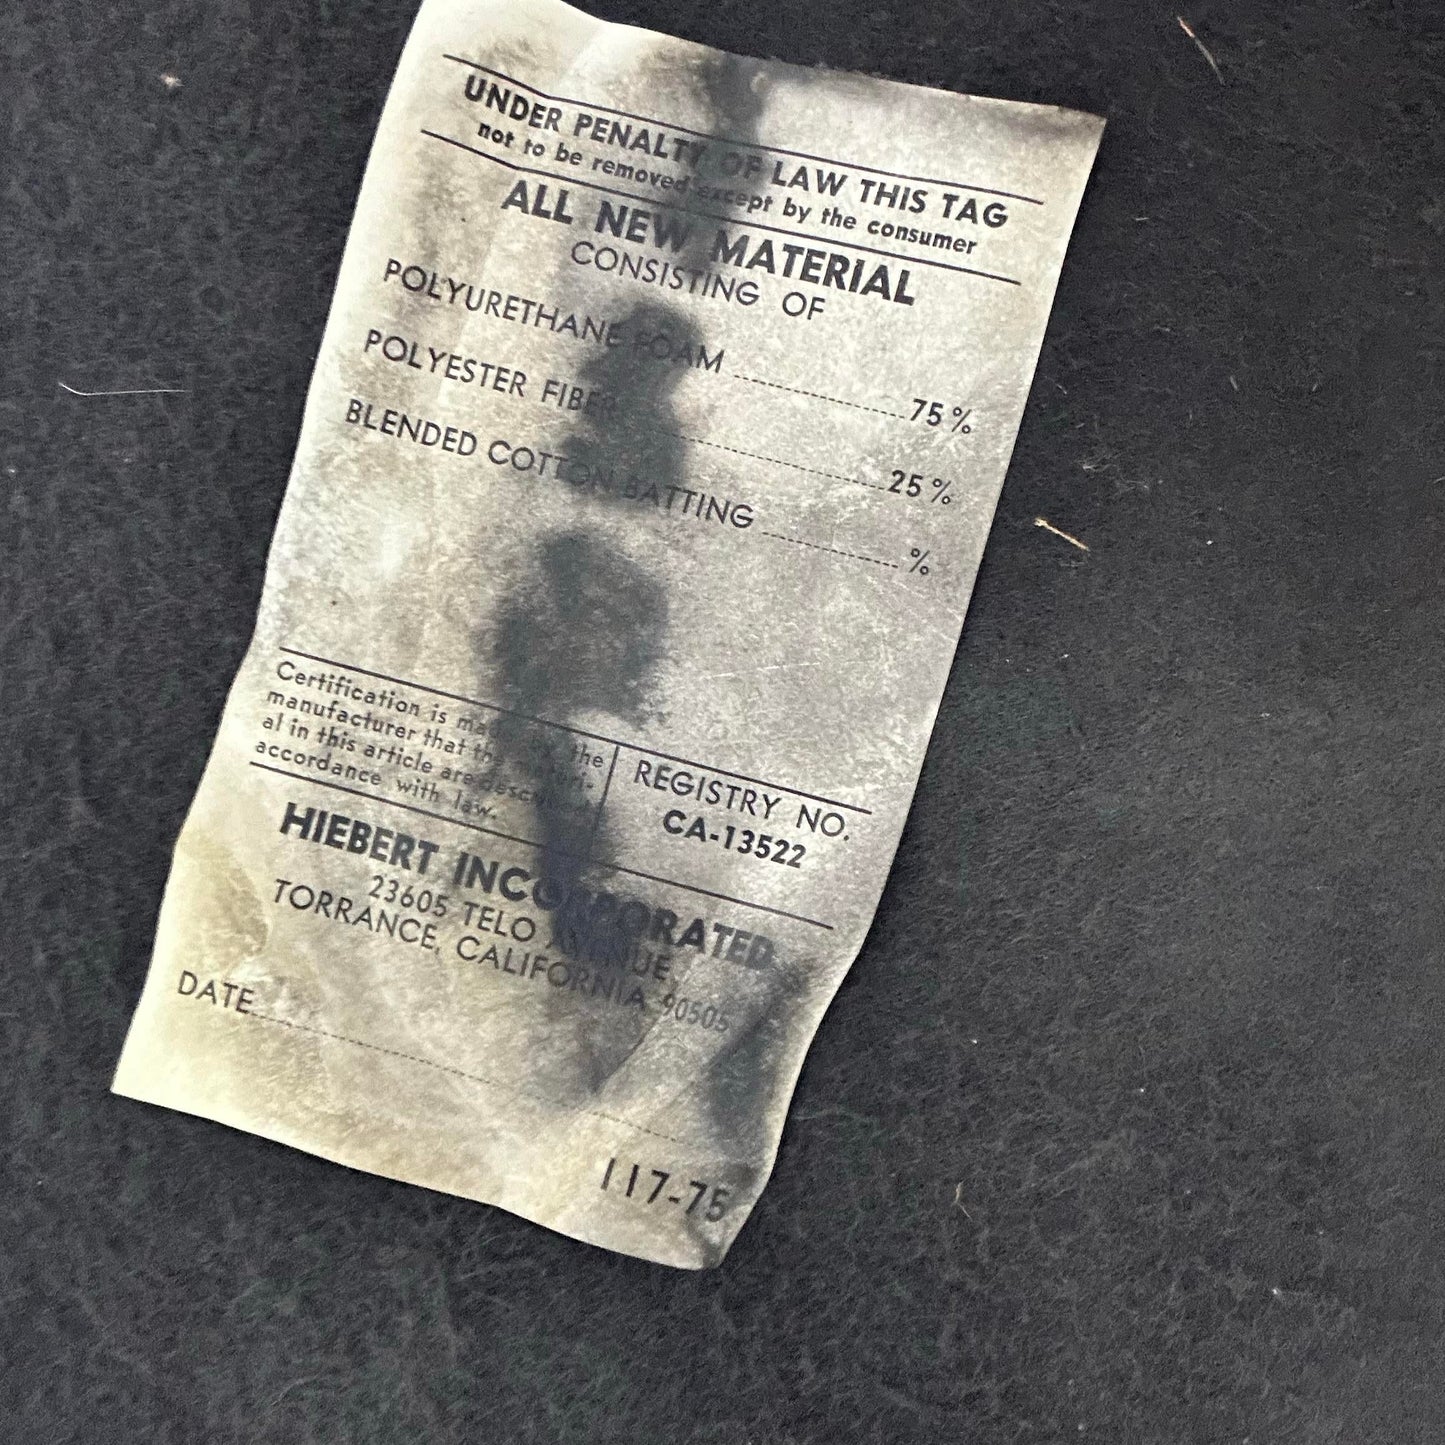 UNDER PENALTY OF LAW THIS TAG
not to be removed except by the consumer
ALL NEW MATERIAL
CONSISTING OF
POLYURETHANE FOAM 75%
POLYESTER FIBER 25%
BLENDED COTTON BATTING %
Certification is made by the
manufacturer that the materi-
al in this article are described in
accordance with law.
REGISTRY NO.
CA-13522
HIEBERT INCORPORATED
23605 TELO AVENUE
TORRANCE, CALIFORNIA 90505
DATE
117-75